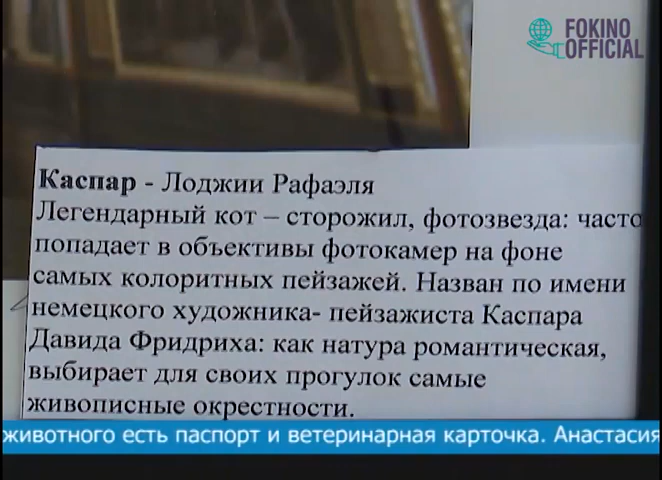 FOKINO
OFFICIAL
Каспар - Лоджии Рафаэля
Легендарный кот – сторожил, фотозвезда: часто
попадает в объективы фотокамер на фоне
самых колоритных пейзажей. Назван по имени
немецкого художника- пейзажиста Каспара
Давида Фридриха: как натура романтическая,
выбирает для своих прогулок самые
живописные окрестности.
животного есть паспорт и ветеринарная карточка. Анастасия